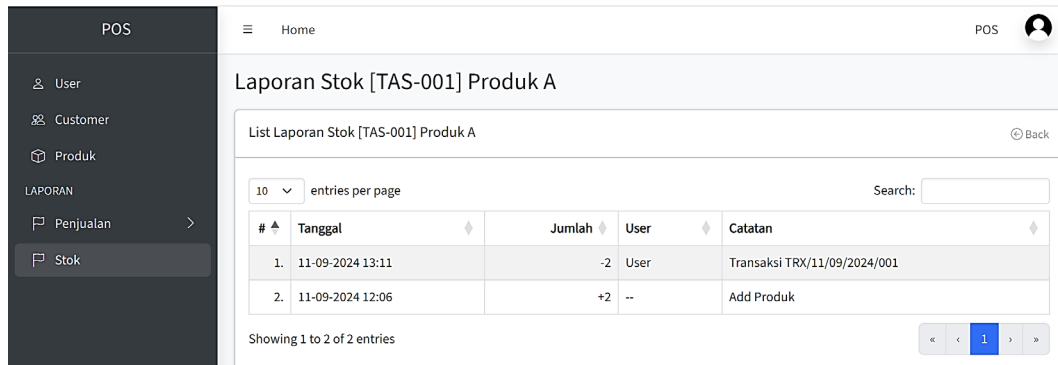 POS
Home
POS
User
Customer
Produk
LAPORAN
Penjualan
Stok
Laporan Stok [TAS-001] Produk A
List Laporan Stok [TAS-001] Produk A
Back
10 entries per page
Search:
# Tanggal Jumlah User Catatan
1. 11-09-2024 13:11 -2 User Transaksi TRX/11/09/2024/001
2. 11-09-2024 12:06 +2 -- Add Produk
Showing 1 to 2 of 2 entries
« ‹ 1 › »